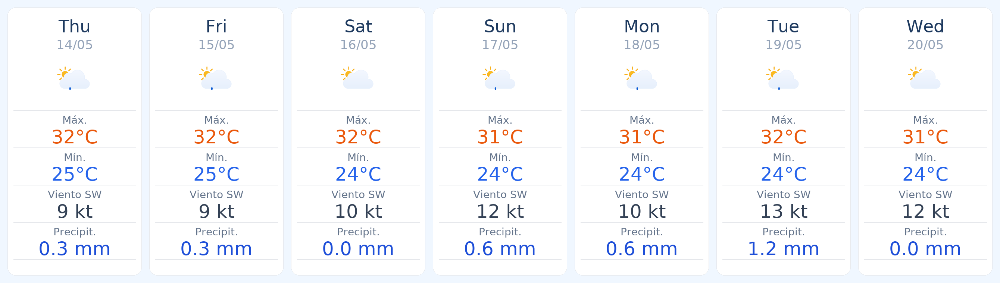 Thu
14/05
Máx.
32°C
Mín.
25°C
Viento SW
9 kt
Precipit.
0.3 mm
Fri
15/05
Máx.
32°C
Mín.
25°C
Viento SW
9 kt
Precipit.
0.3 mm
Sat
16/05
Máx.
32°C
Mín.
24°C
Viento SW
10 kt
Precipit.
0.0 mm
Sun
17/05
Máx.
31°C
Mín.
24°C
Viento SW
12 kt
Precipit.
0.6 mm
Mon
18/05
Máx.
31°C
Mín.
24°C
Viento SW
10 kt
Precipit.
0.6 mm
Tue
19/05
Máx.
32°C
Mín.
24°C
Viento SW
13 kt
Precipit.
1.2 mm
Wed
20/05
Máx.
31°C
Mín.
24°C
Viento SW
12 kt
Precipit.
0.0 mm